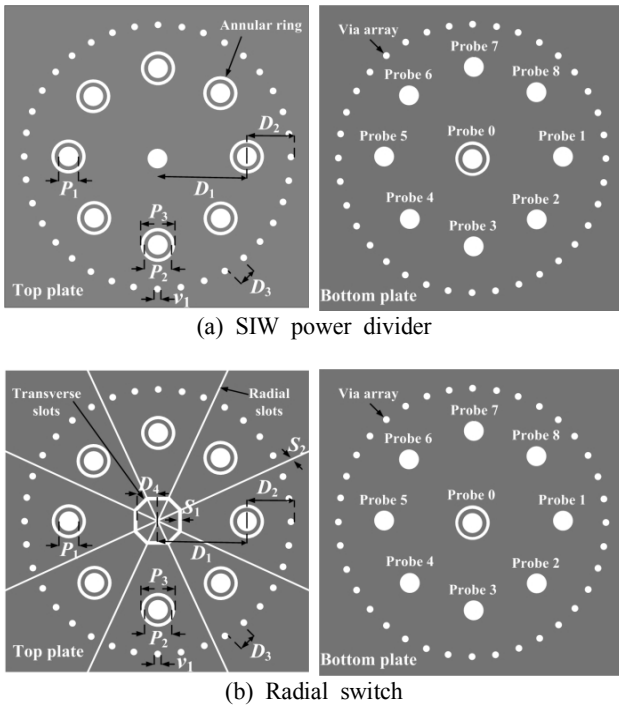 Annular ring
D2
P1
D1
P3
P2
D3
v1
Top plate
Via array
Probe 7
Probe 6
Probe 8
Probe 5
Probe 0
Probe 1
Probe 4
Probe 2
Probe 3
Bottom plate
(a) SIW power divider
Transverse
slots
Radial
slots
S2
D4
S1
D2
P1
D1
P3
P2
D3
v1
Top plate
Via array
Probe 7
Probe 6
Probe 8
Probe 5
Probe 0
Probe 1
Probe 4
Probe 2
Probe 3
Bottom plate
(b) Radial switch